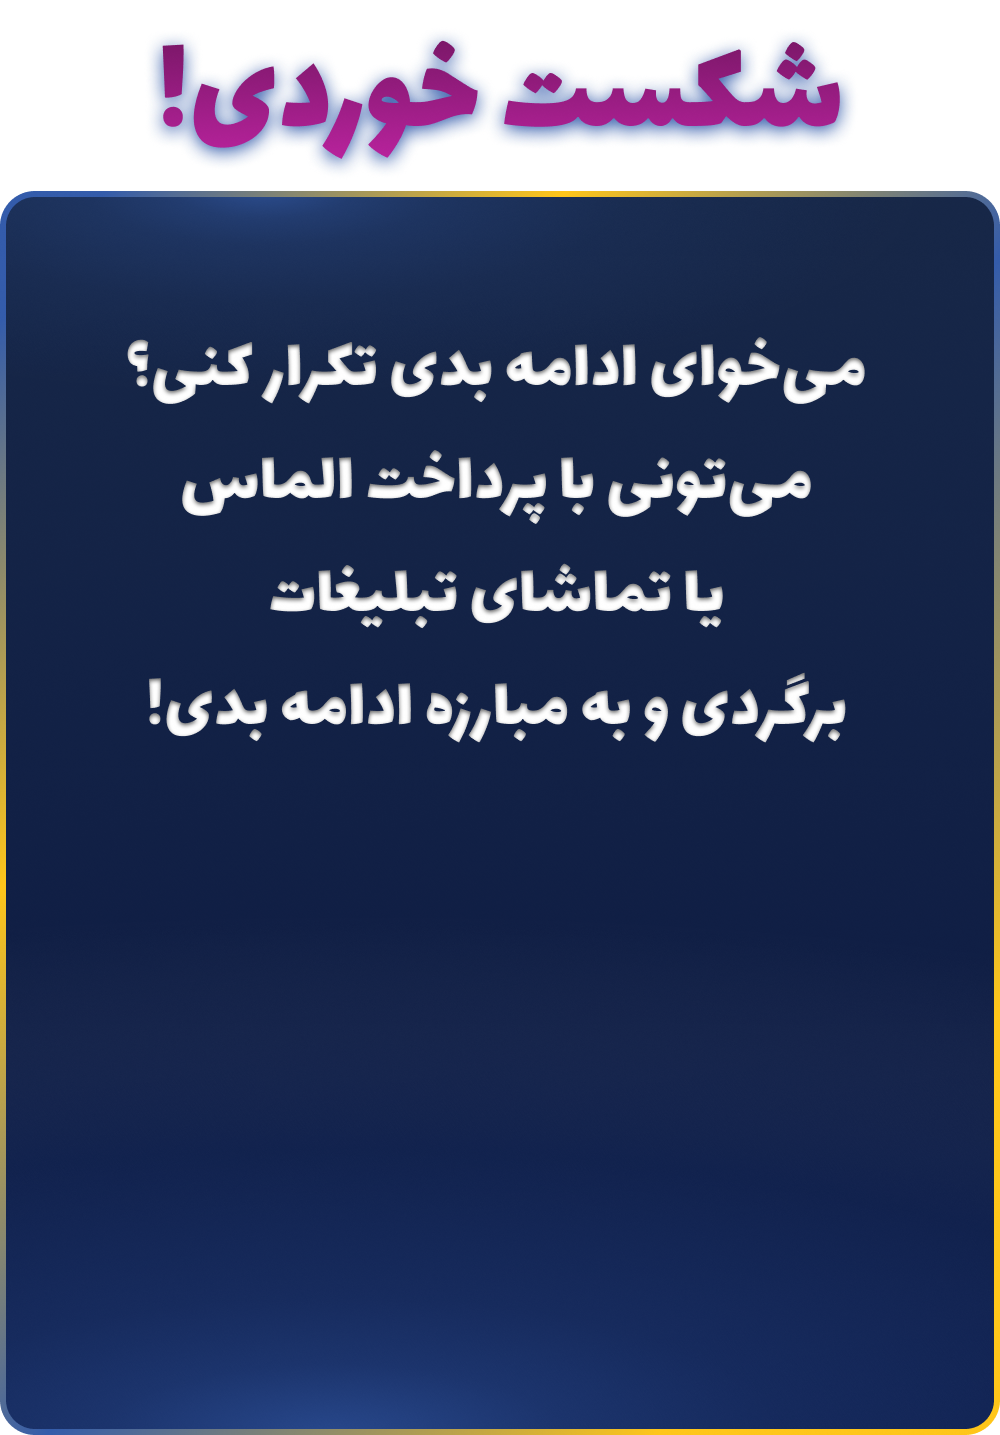 شکست خوردی!
می‌خوای ادامه بدی تکرار کنی؟
می‌تونی با پرداخت الماس
یا تماشای تبلیغات
برگردی و به مبارزه ادامه بدی!